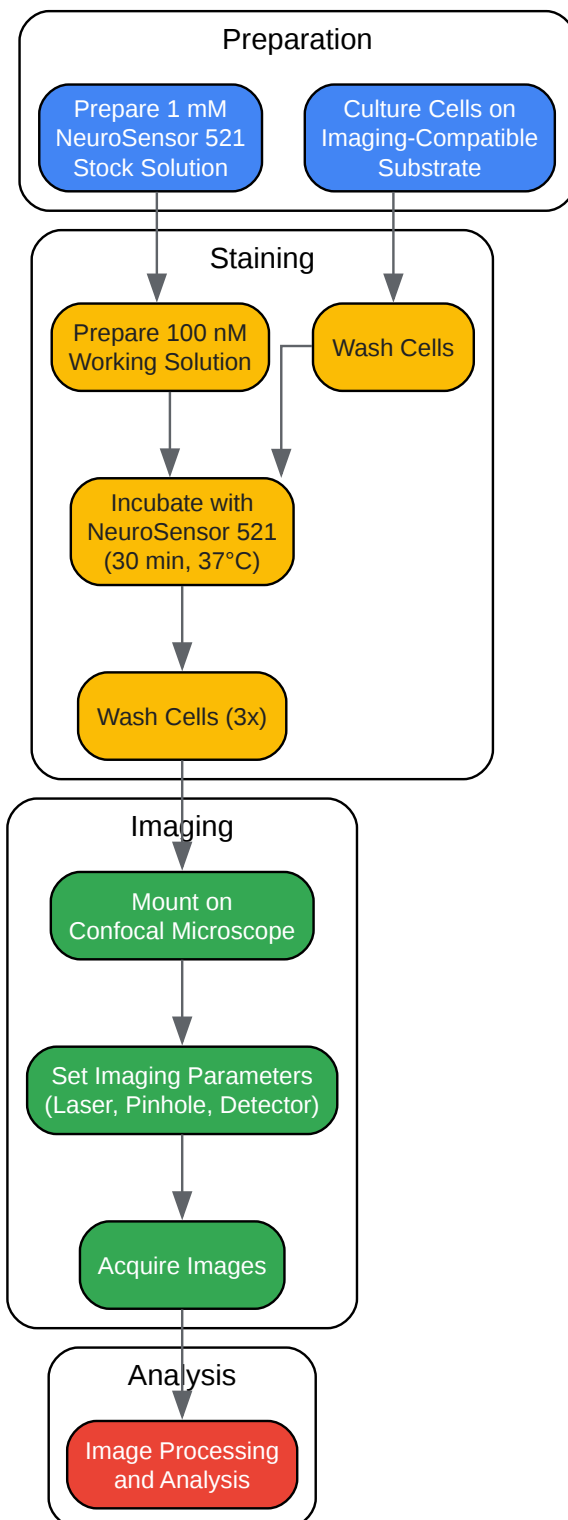 Preparation
Prepare 1 mM
NeuroSensor 521
Stock Solution
Culture Cells on
Imaging-Compatible
Substrate
Staining
Prepare 100 nM
Working Solution
Wash Cells
Incubate with
NeuroSensor 521
(30 min, 37°C)
Wash Cells (3x)
Imaging
Mount on
Confocal Microscope
Set Imaging Parameters
(Laser, Pinhole, Detector)
Acquire Images
Analysis
Image Processing
and Analysis